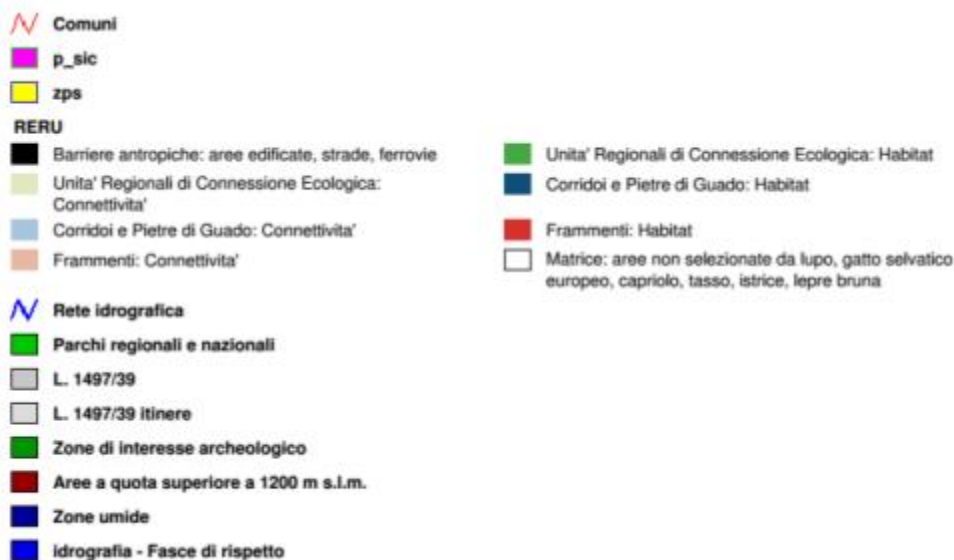 Comuni
p_sic
zps
RERU
Barriere antropiche: aree edificate, strade, ferrovie
Unita' Regionali di Connessione Ecologica:
Connettivita'
Corridoi e Pietre di Guado: Connettivita'
Frammenti: Connettivita'
Unita' Regionali di Connessione Ecologica: Habitat
Corridoi e Pietre di Guado: Habitat
Frammenti: Habitat
Matrice: aree non selezionate da lupo, gatto selvatico
europeo, capriolo, tasso, istrice, lepre bruna
Rete idrografica
Parchi regionali e nazionali
L. 1497/39
L. 1497/39 itinere
Zone di interesse archeologico
Aree a quota superiore a 1200 m s.l.m.
Zone umide
idrografia - Fasce di rispetto